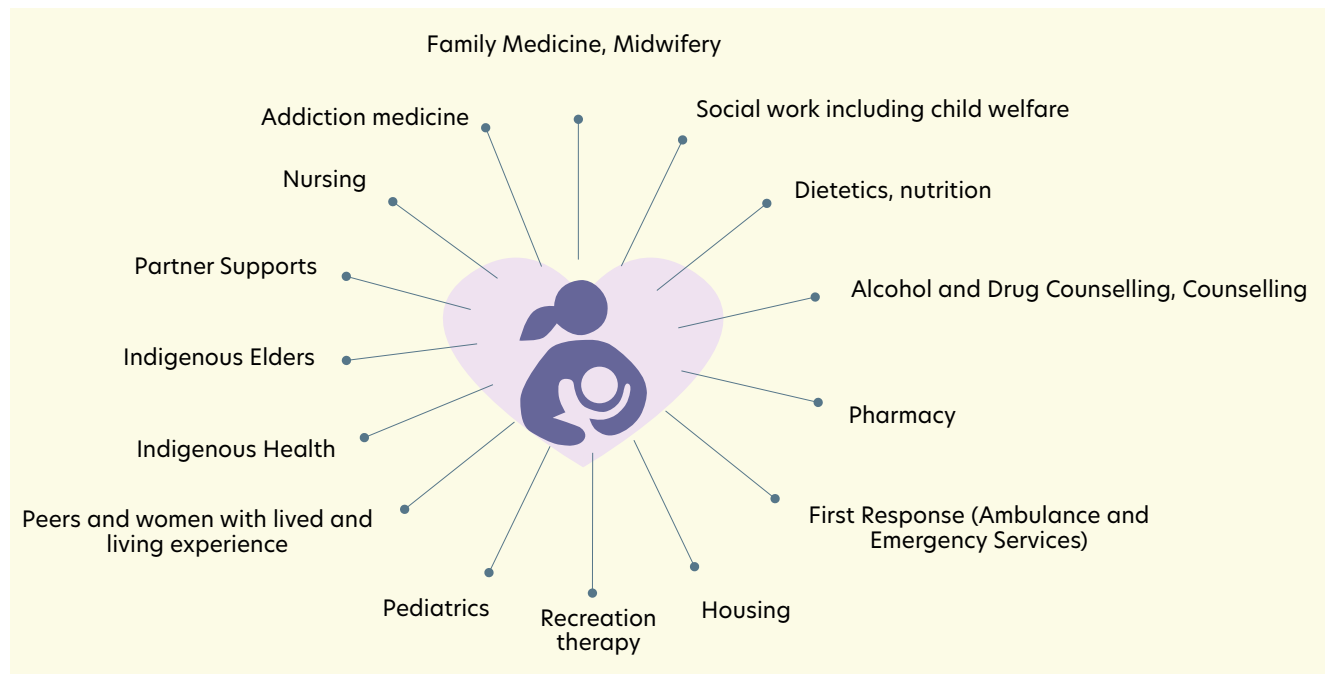 Family Medicine, Midwifery
Addiction medicine
Social work including child welfare
Nursing
Dietetics, nutrition
Partner Supports
Alcohol and Drug Counselling, Counselling
Indigenous Elders
Pharmacy
Indigenous Health
Peers and women with lived and
living experience
First Response (Ambulance and
Emergency Services)
Pediatrics
Recreation
therapy
Housing